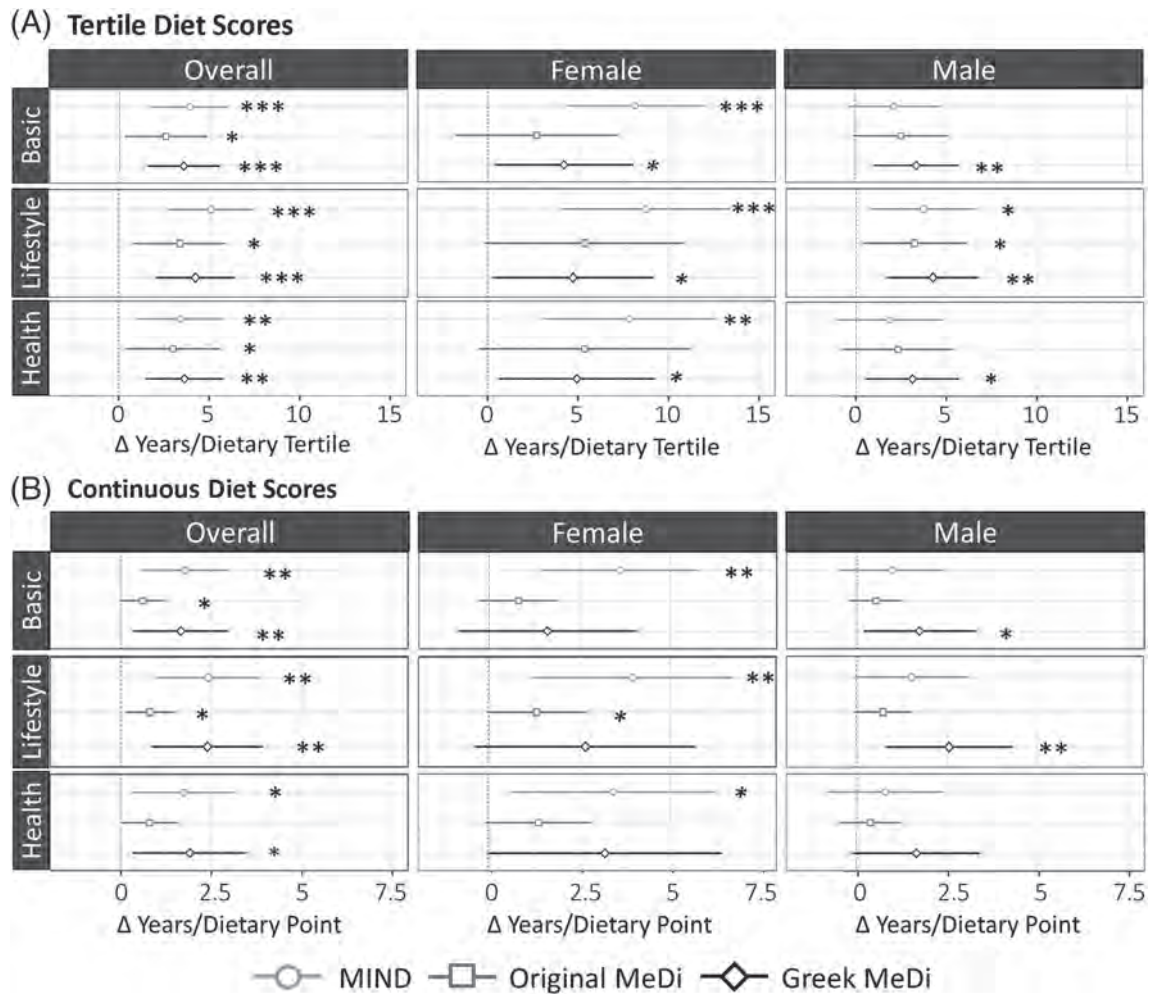 (A) Tertile Diet Scores
Overall Female Male
Basic
*** *** 
* 
*** * **
Lifestyle
*** *** *
* *
*** * **
Health
** **
*
** * *
0 5 10 15 0 5 10 15 0 5 10 15
Δ Years/Dietary Tertile Δ Years/Dietary Tertile Δ Years/Dietary Tertile
(B) Continuous Diet Scores
Overall Female Male
Basic
** **
*
** *
Lifestyle
** **
* *
** **
Health
* *
*
0 2.5 5 7.5 0 2.5 5 7.5 0 2.5 5 7.5
Δ Years/Dietary Point Δ Years/Dietary Point Δ Years/Dietary Point
MIND Original MeDi Greek MeDi